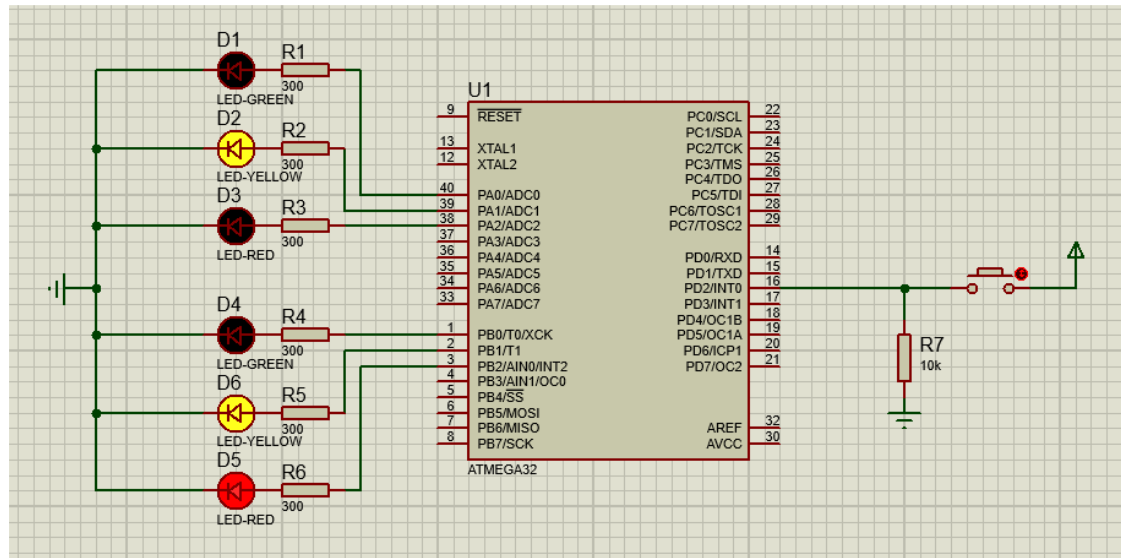 D1
R1
300
LED-GREEN
D2
R2
300
LED-YELLOW
D3
R3
300
LED-RED
D4
R4
300
LED-GREEN
D6
R5
300
LED-YELLOW
D5
R6
300
LED-RED
U1
9 RESET
13 XTAL1
12 XTAL2
40 PA0/ADC0
39 PA1/ADC1
38 PA2/ADC2
37 PA3/ADC3
36 PA4/ADC4
35 PA5/ADC5
34 PA6/ADC6
33 PA7/ADC7
1 PB0/T0/XCK
2 PB1/T1
3 PB2/AIN0/INT2
4 PB3/AIN1/OC0
5 PB4/SS
6 PB5/MOSI
7 PB6/MISO
8 PB7/SCK
PC0/SCL 22
PC1/SDA 23
PC2/TCK 24
PC3/TMS 25
PC4/TDO 26
PC5/TDI 27
PC6/TOSC1 28
PC7/TOSC2 29
PD0/RXD 14
PD1/TXD 15
PD2/INT0 16
PD3/INT1 17
PD4/OC1B 18
PD5/OC1A 19
PD6/ICP1 20
PD7/OC2 21
AREF 32
AVCC 30
ATMEGA32
R7
10k